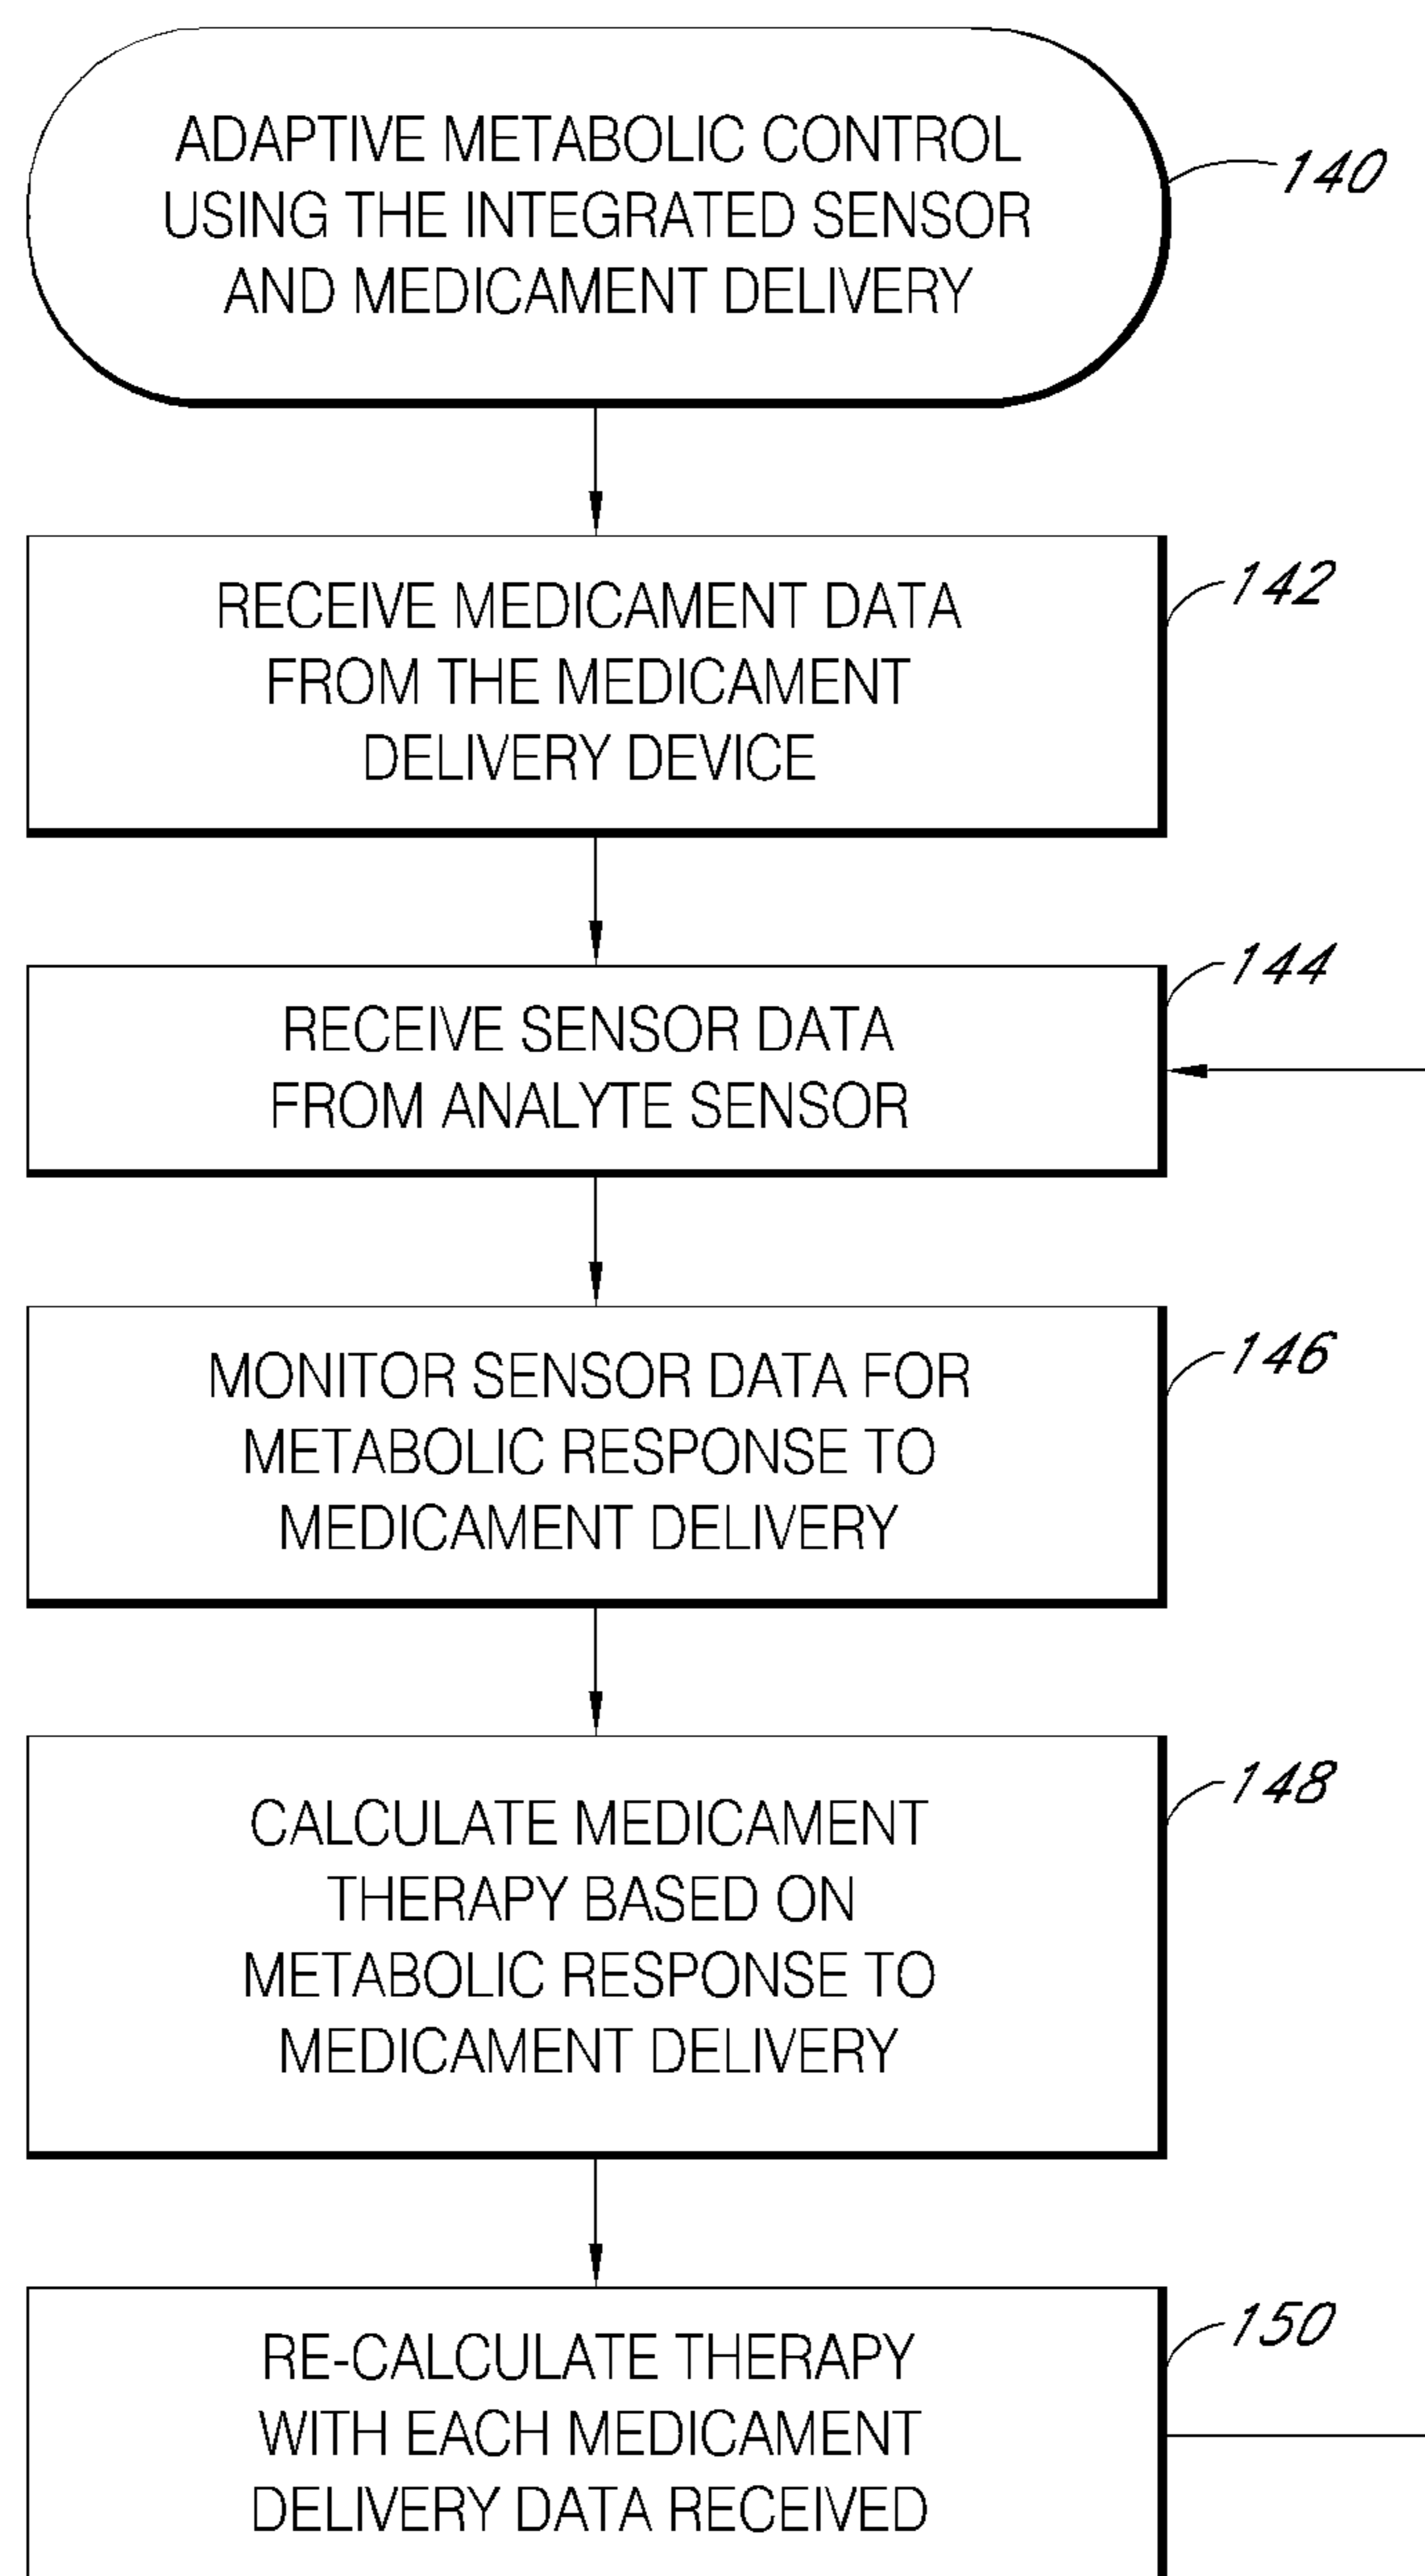 ADAPTIVE METABOLIC CONTROL
USING THE INTEGRATED SENSOR
AND MEDICAMENT DELIVERY
140
RECEIVE MEDICAMENT DATA
FROM THE MEDICAMENT
DELIVERY DEVICE
142
RECEIVE SENSOR DATA
FROM ANALYTE SENSOR
144
MONITOR SENSOR DATA FOR
METABOLIC RESPONSE TO
MEDICAMENT DELIVERY
146
CALCULATE MEDICAMENT
THERAPY BASED ON
METABOLIC RESPONSE TO
MEDICAMENT DELIVERY
148
RE-CALCULATE THERAPY
WITH EACH MEDICAMENT
DELIVERY DATA RECEIVED
150